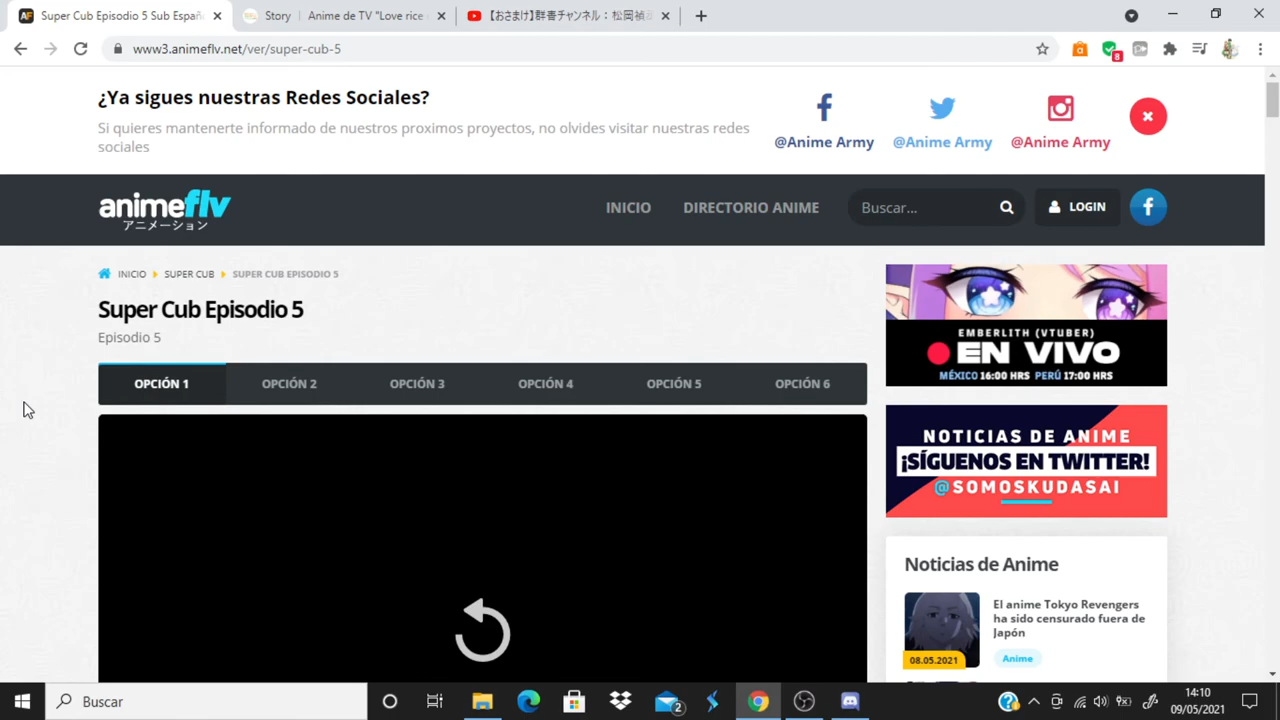 Super Cub Episodio 5 Sub Españ
Story
Anime de TV "Love rice
【おさまけ】群書チャンネル：松岡禎
www3.animeflv.net/ver/super-cub-5
8
¿Ya sigues nuestras Redes Sociales?
Si quieres mantenerte informado de nuestros proximos proyectos, no olvides visitar nuestras redes
sociales
@Anime Army
@Anime Army
@Anime Army
animeflv
アニメーション
INICIO
DIRECTORIO ANIME
Buscar...
LOGIN
INICIO
SUPER CUB
SUPER CUB EPISODIO 5
Super Cub Episodio 5
Episodio 5
OPCIÓN 1
OPCIÓN 2
OPCIÓN 3
OPCIÓN 4
OPCIÓN 5
OPCIÓN 6
EMBERLITH (VTUBER)
EN VIVO
MÉXICO 16:00 HRS PERÚ 17:00 HRS
NOTICIAS DE ANIME
¡SÍGUENOS EN TWITTER!
@SOMOSKUDASAI
Noticias de Anime
El anime Tokyo Revengers
ha sido censurado fuera de
Japón
08.05.2021
Anime
Buscar
2
14:10
09/05/2021